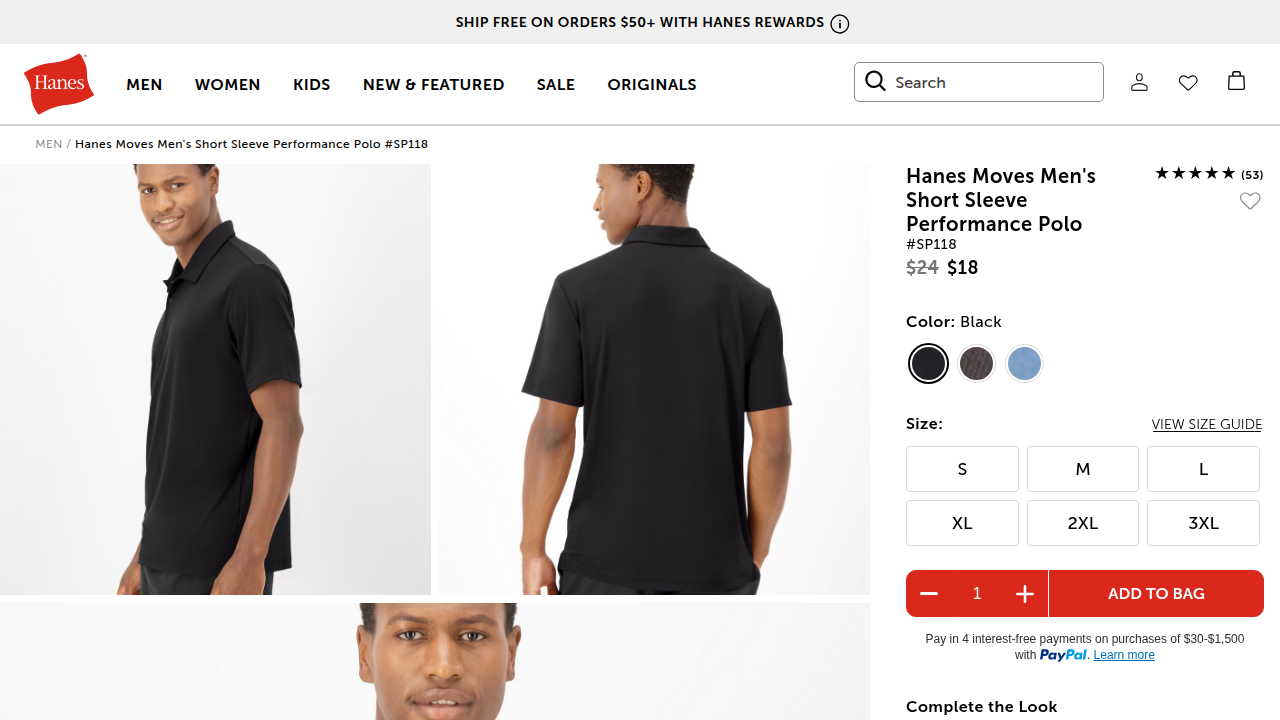 SHIP FREE ON ORDERS $50+ WITH HANES REWARDS
Hanes
MEN WOMEN KIDS NEW & FEATURED SALE ORIGINALS
Search
MEN / Hanes Moves Men's Short Sleeve Performance Polo #SP118
Hanes Moves Men's
Short Sleeve
Performance Polo
★★★★★ (53)
#SP118
$24 $18
Color: Black
Size:
VIEW SIZE GUIDE
S M L
XL 2XL 3XL
1 ADD TO BAG
Pay in 4 interest-free payments on purchases of $30-$1,500
with PayPal. Learn more
Complete the Look